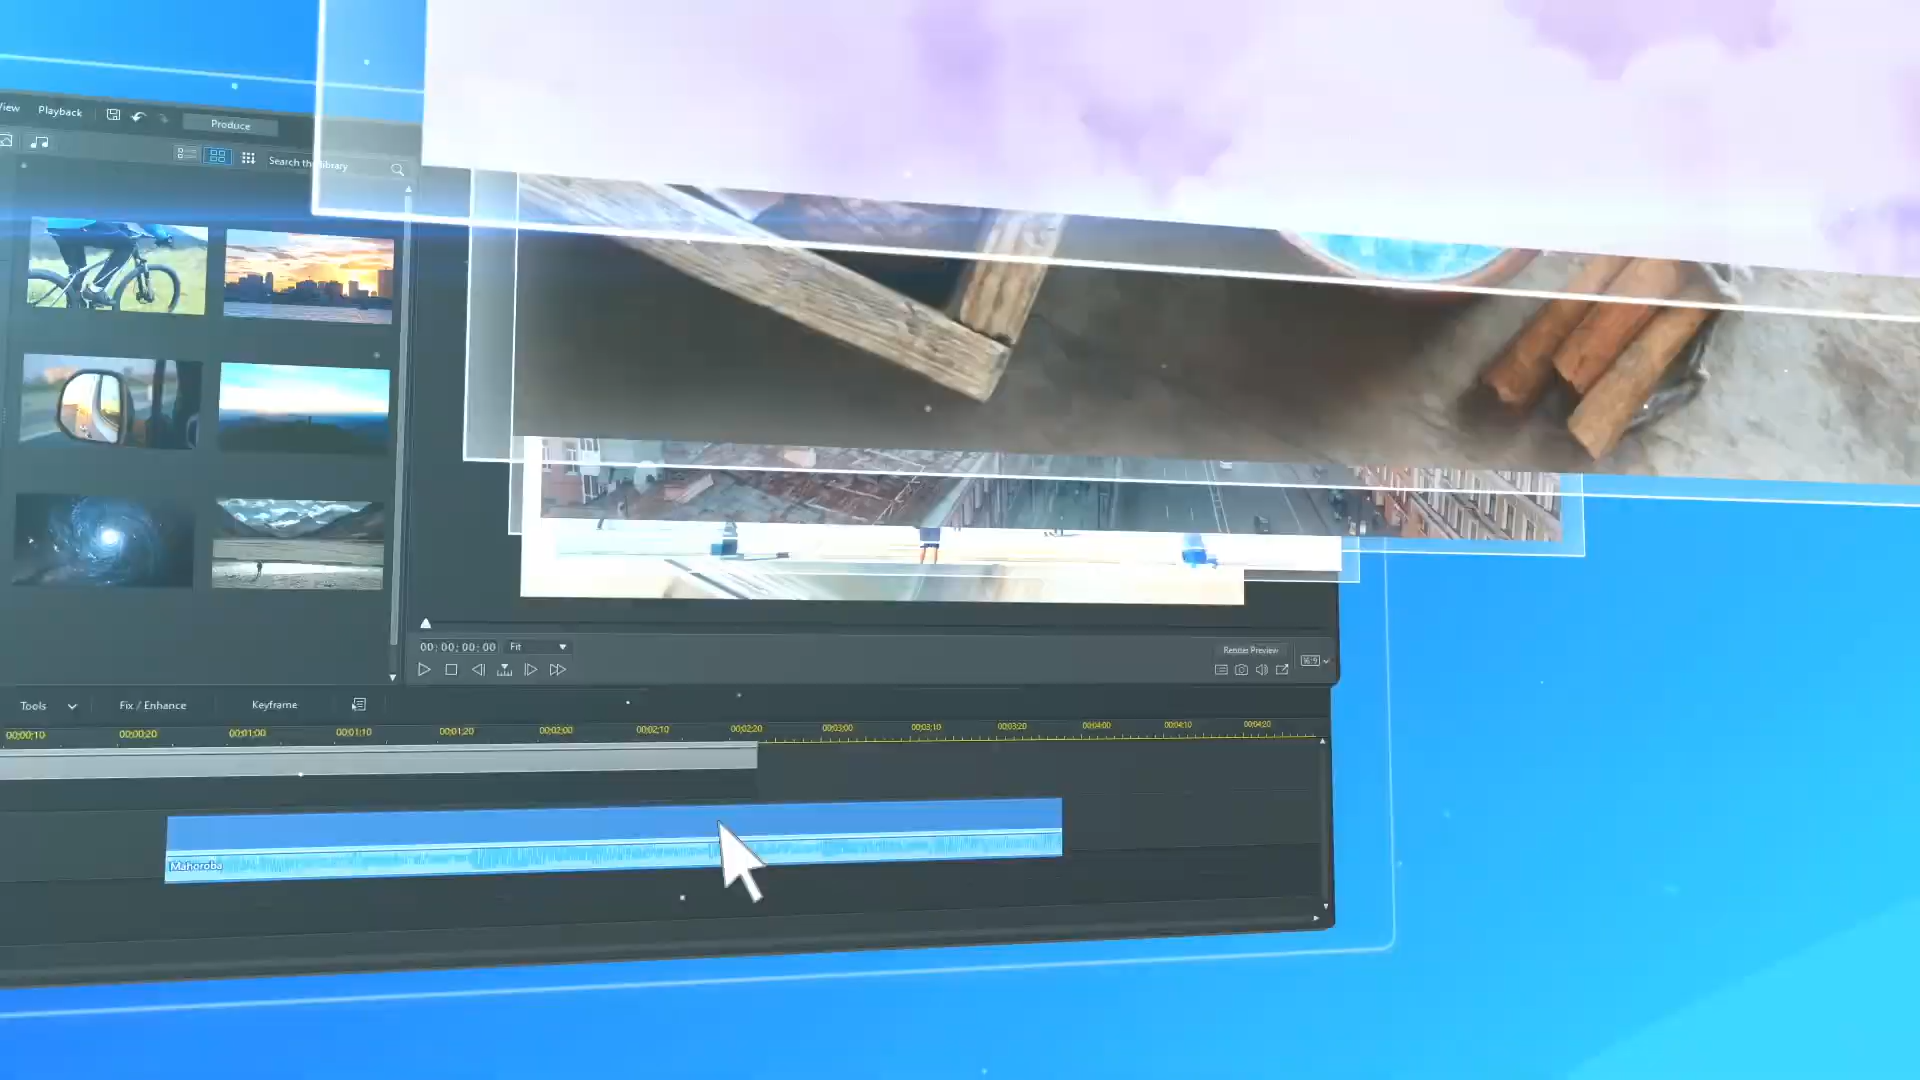 View Playback Produce
Search the library
00;00;00;00 Fit
Render Preview
16:9
Tools Fix / Enhance Keyframe
00;00;10 00;00;20 00;01;00 00;01;10 00;01;20 00;02;00 00;02;10 00;02;20 00;03;00 00;03;10 00;03;20 00;04;00 00;04;10 00;04;20
Mahoroba